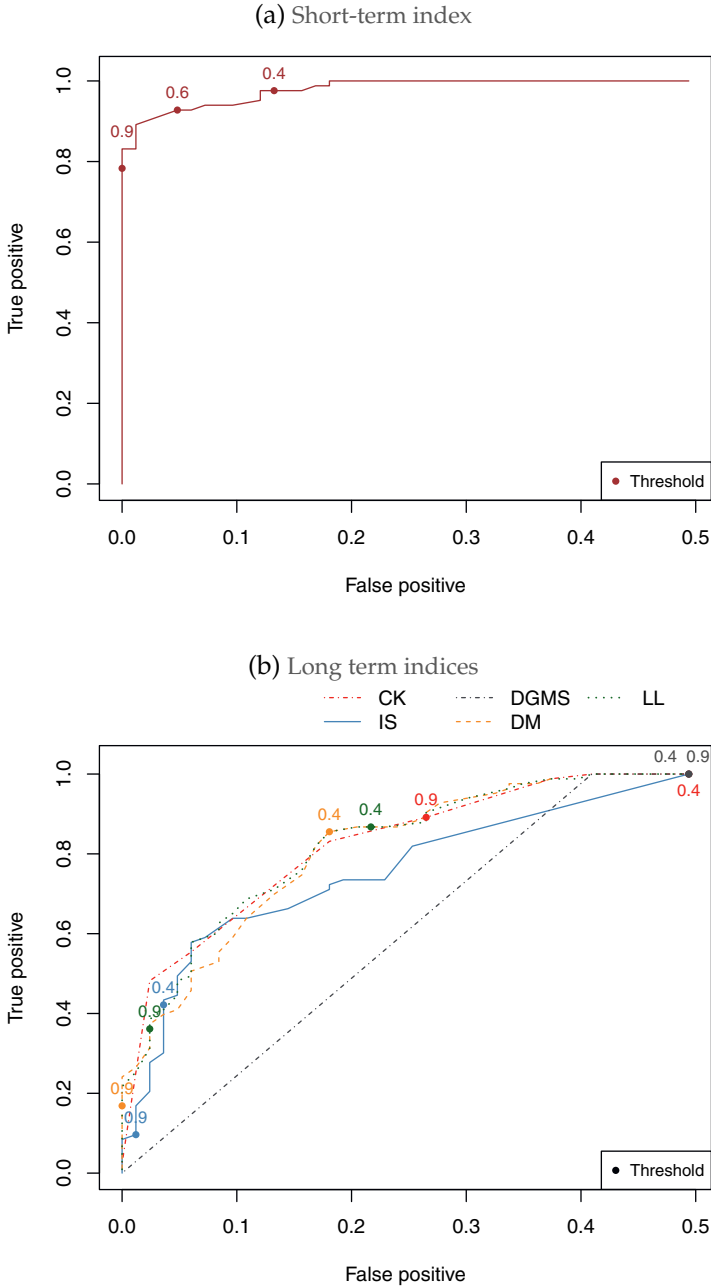 (a) Short-term index
1.0
0.8
0.6
0.4
0.2
0.0
True positive
0.9
0.6
0.4
Threshold
0.0 0.1 0.2 0.3 0.4 0.5
False positive
(b) Long term indices
CK DGMS LL
IS DM
1.0
0.8
0.6
0.4
0.2
0.0
True positive
0.4 0.9
0.4
0.9
0.4
0.4
0.4
0.9
0.9
0.9
Threshold
0.0 0.1 0.2 0.3 0.4 0.5
False positive